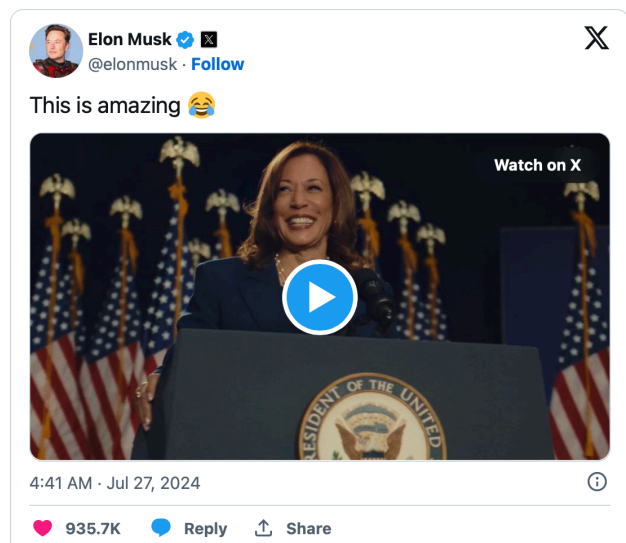 Elon Musk
@elonmusk · Follow
This is amazing 😂
Watch on X
RESIDENT OF THE UNITED
4:41 AM · Jul 27, 2024
935.7K Reply Share